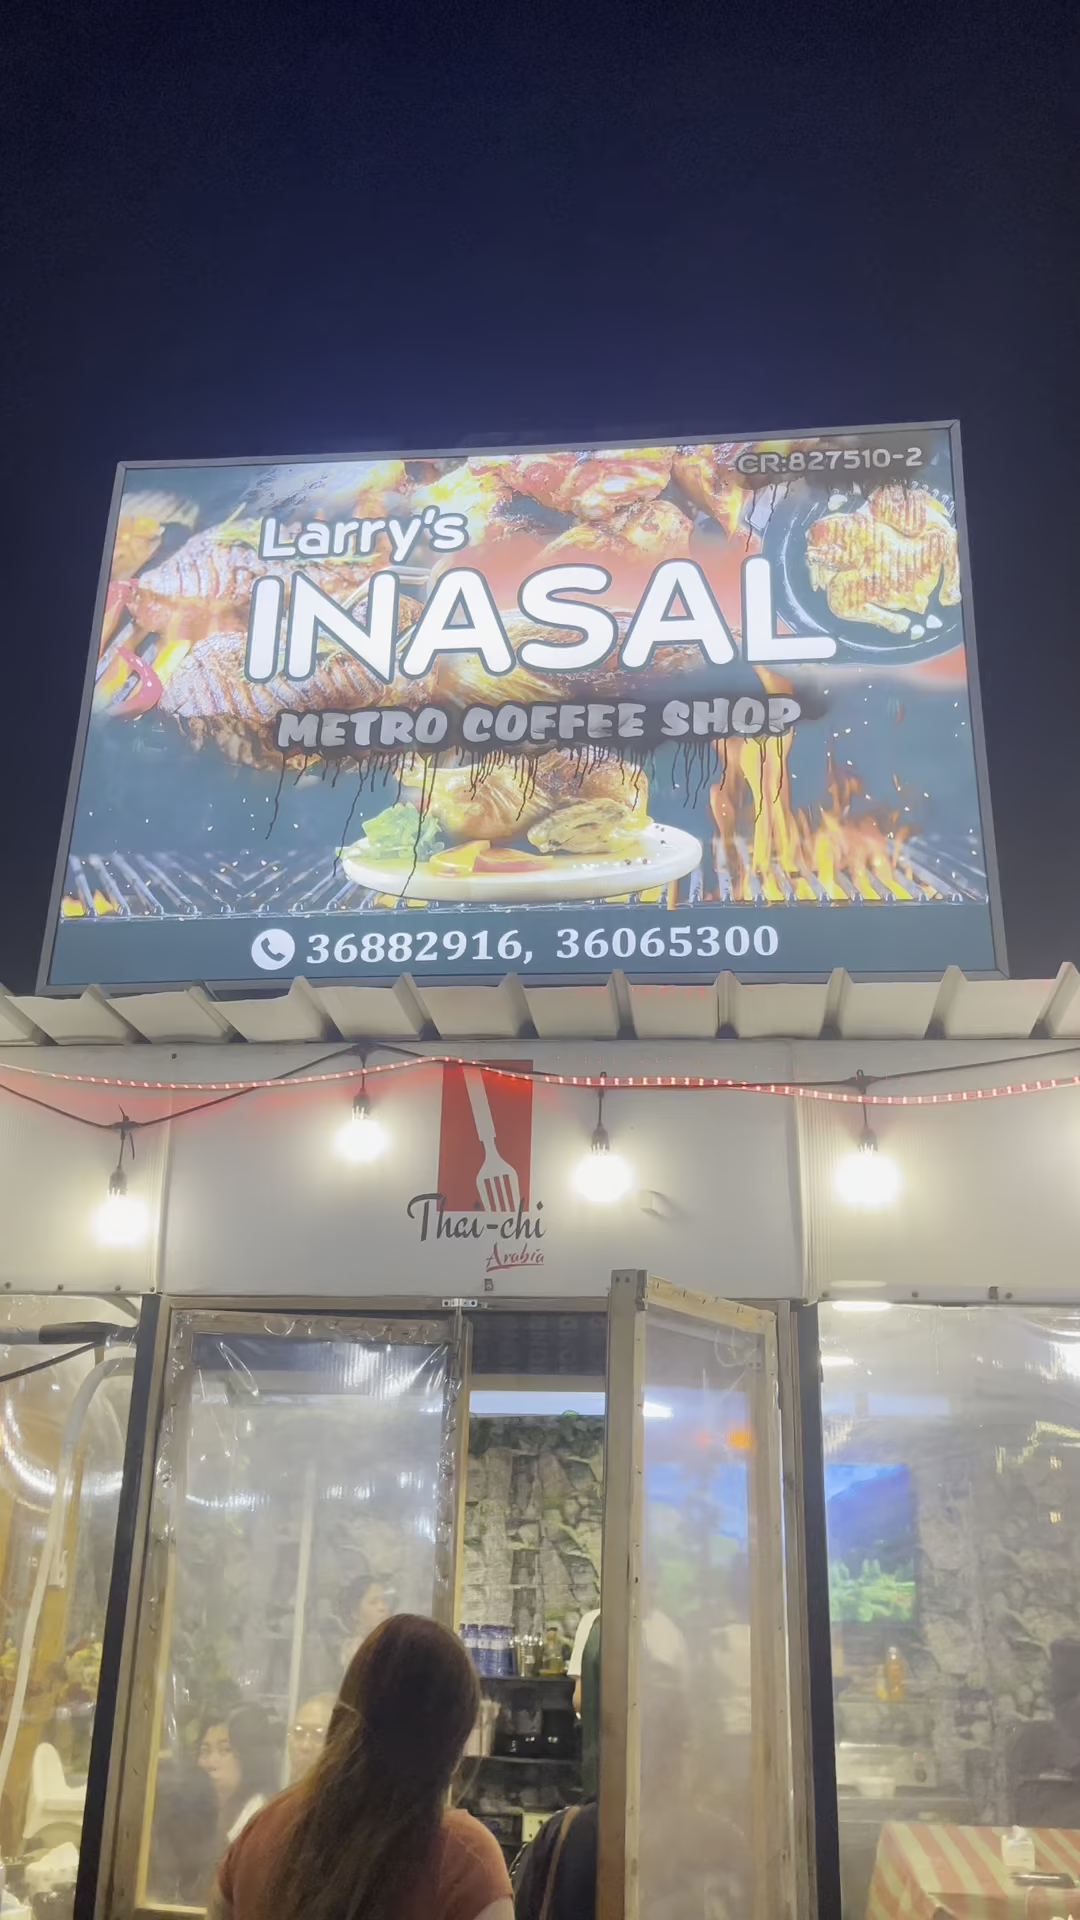 CR:827510-2
Larry's
INASAL
METRO COFFEE SHOP
36882916, 36065300
Thai-chi
Arabia